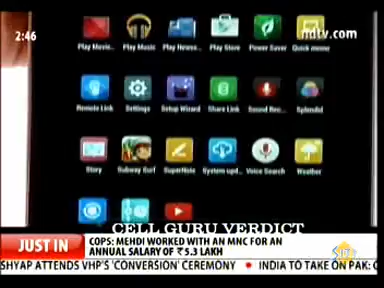 2:46
ndtv.com
Play Movie..
Play Music
Play Newss..
Play Store
Power Saver
Quick memo
Remote Link
Settings
Setup Wizard
Share Link
Sound Rec...
Splendid
Story
Subway Surf
SuperNote
System upd...
Voice Search
Weather
CELL GURU VERDICT
JUST IN
COPS: MEHDI WORKED WITH AN MNC FOR AN
ANNUAL SALARY OF ₹ 5.3 LAKH
SHYAP ATTENDS VHP'S 'CONVERSION' CEREMONY • INDIA TO TAKE ON PAK: O